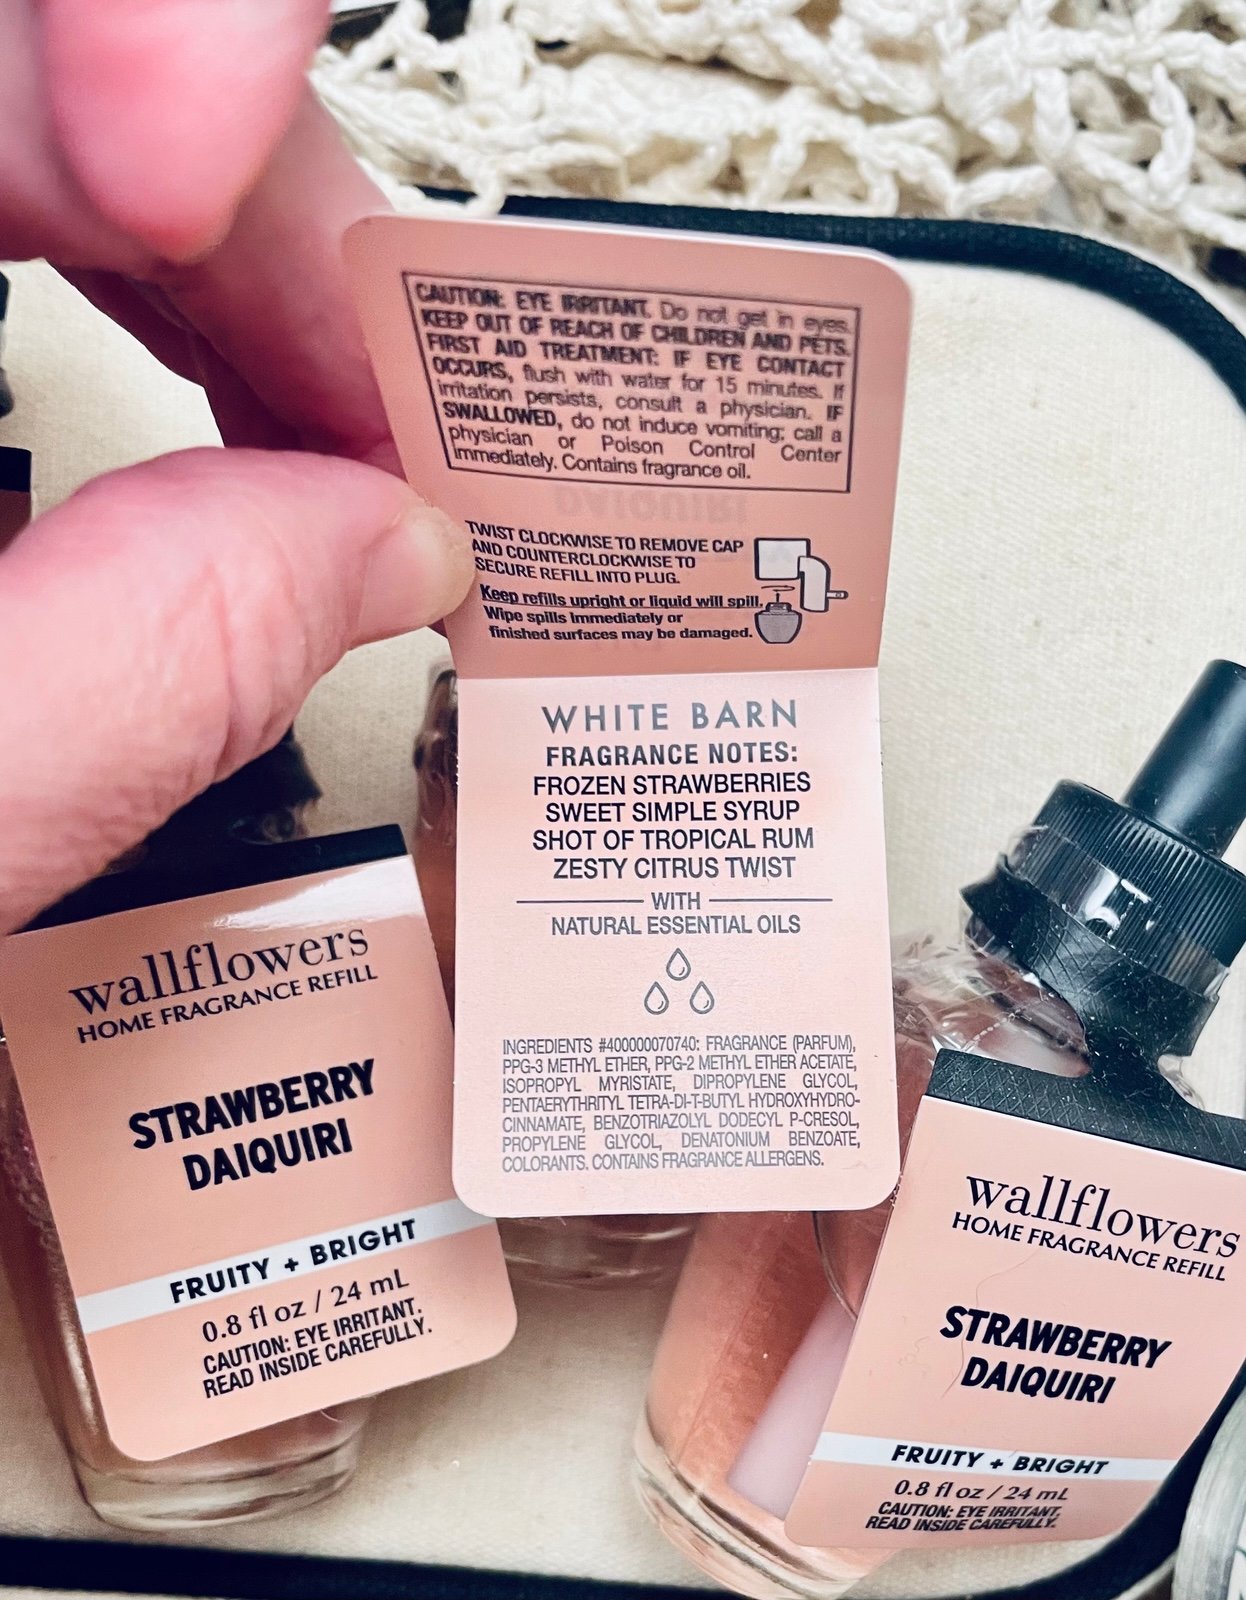 CAUTION: EYE IRRITANT. Do not get in eyes.
KEEP OUT OF REACH OF CHILDREN AND PETS.
FIRST AID TREATMENT: IF EYE CONTACT
OCCURS, flush with water for 15 minutes. If
irritation persists, consult a physician. IF
SWALLOWED, do not induce vomiting; call a
physician or Poison Control Center
immediately. Contains fragrance oil.
TWIST CLOCKWISE TO REMOVE CAP
AND COUNTERCLOCKWISE TO
SECURE REFILL INTO PLUG.
Keep refills upright or liquid will spill.
Wipe spills immediately or
finished surfaces may be damaged.
WHITE BARN
FRAGRANCE NOTES:
FROZEN STRAWBERRIES
SWEET SIMPLE SYRUP
SHOT OF TROPICAL RUM
ZESTY CITRUS TWIST
WITH
NATURAL ESSENTIAL OILS
INGREDIENTS #400000070740: FRAGRANCE (PARFUM),
PPG-3 METHYL ETHER, PPG-2 METHYL ETHER ACETATE,
ISOPROPYL MYRISTATE, DIPROPYLENE GLYCOL,
PENTAERYTHRITYL TETRA-DI-T-BUTYL HYDROXYHYDRO-
CINNAMATE, BENZOTRIAZOLYL DODECYL P-CRESOL,
PROPYLENE GLYCOL, DENATONIUM BENZOATE,
COLORANTS. CONTAINS FRAGRANCE ALLERGENS.
wallflowers
HOME FRAGRANCE REFILL
STRAWBERRY
DAIQUIRI
FRUITY + BRIGHT
0.8 fl oz / 24 mL
CAUTION: EYE IRRITANT.
READ INSIDE CAREFULLY.
wallflowers
HOME FRAGRANCE REFILL
STRAWBERRY
DAIQUIRI
FRUITY + BRIGHT
0.8 fl oz / 24 mL
CAUTION: EYE IRRITANT.
READ INSIDE CAREFULLY.